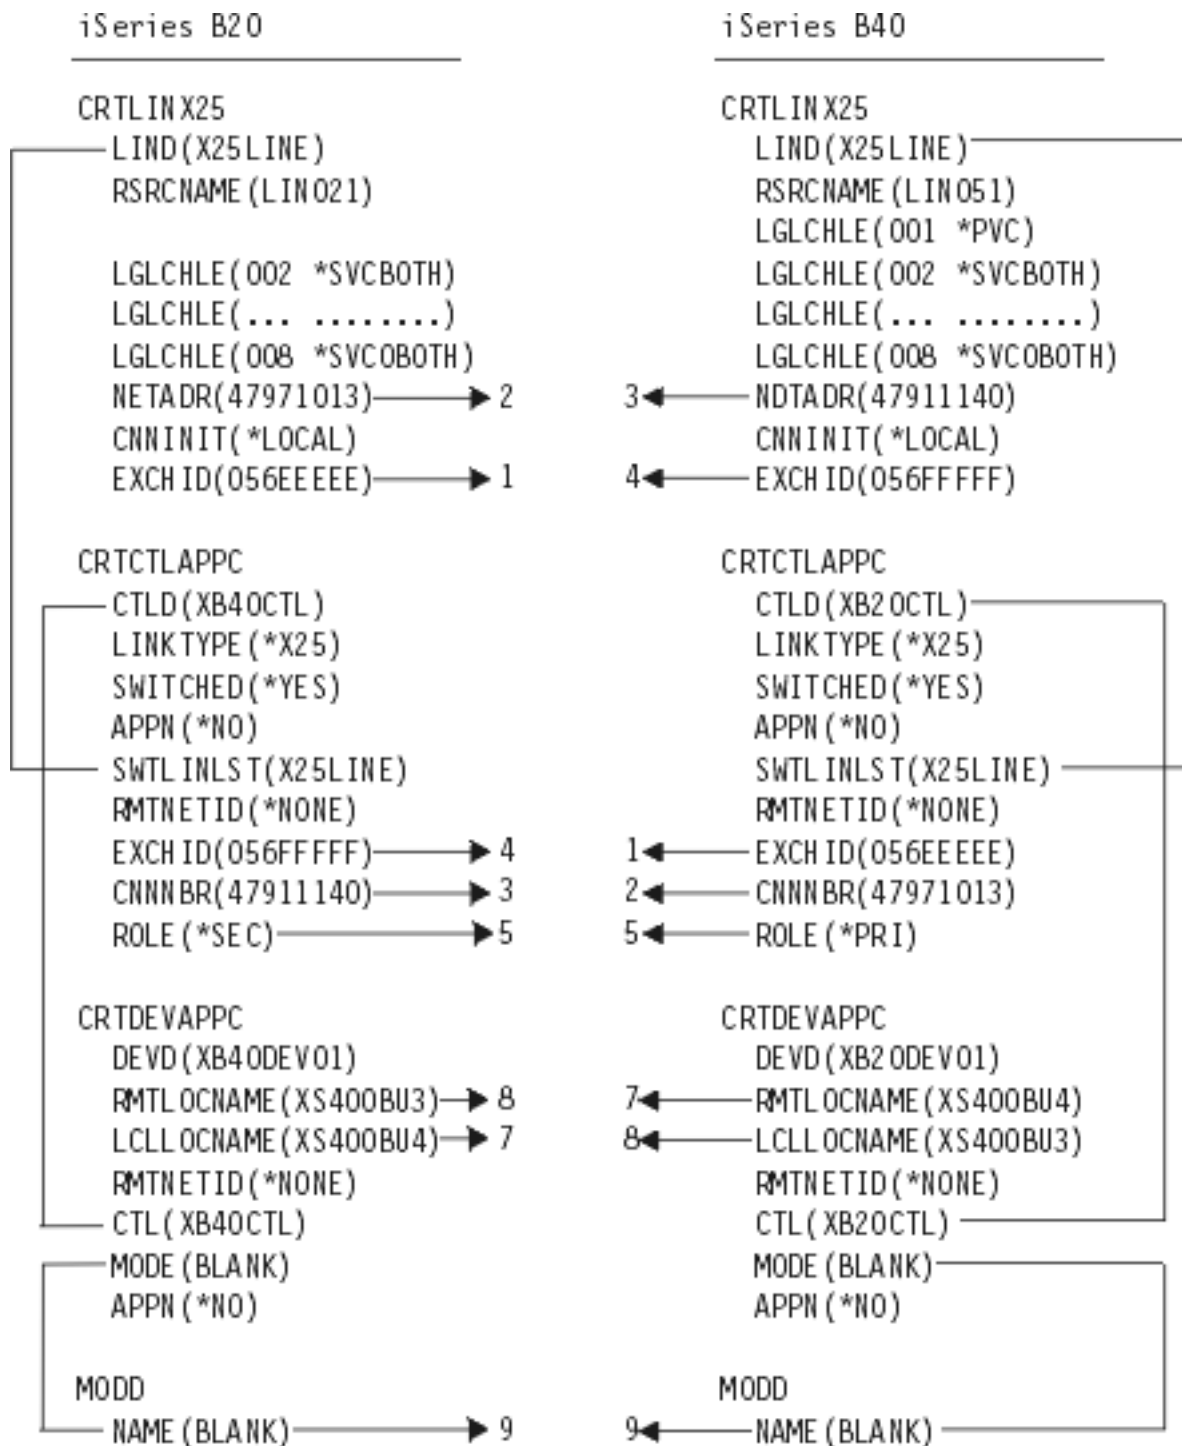 iSeries B20
CRTLINX25
LIND(X25LINE)
RSRCNAME(LIN021)
LGLCHLE(002 *SVCBOTH)
LGLCHLE(... ........)
LGLCHLE(008 *SVCOBOTH)
NETADR(47971013) 2
CNNINIT(*LOCAL)
EXCHID(056EEEEE) 1
CRTCTLAPPC
CTLD(XB40CTL)
LINKTYPE(*X25)
SWITCHED(*YES)
APPN(*NO)
SWTLINLST(X25LINE)
RMTNETID(*NONE)
EXCHID(056FFFFF) 4
CNNNBR(47911140) 3
ROLE(*SEC) 5
CRTDEVAPPC
DEVD(XB40DEV01)
RMTLOCNAME(XS400BU3) 8
LCLLOCNAME(XS400BU4) 7
RMTNETID(*NONE)
CTL(XB40CTL)
MODE(BLANK)
APPN(*NO)
MODD
NAME(BLANK) 9
iSeries B40
CRTLINX25
LIND(X25LINE)
RSRCNAME(LIN051)
LGLCHLE(001 *PVC)
LGLCHLE(002 *SVCBOTH)
LGLCHLE(... ........)
LGLCHLE(008 *SVCOBOTH)
3 NDTADR(47911140)
CNNINIT(*LOCAL)
4 EXCHID(056FFFFF)
CRTCTLAPPC
CTLD(XB20CTL)
LINKTYPE(*X25)
SWITCHED(*YES)
APPN(*NO)
SWTLINLST(X25LINE)
RMTNETID(*NONE)
1 EXCHID(056EEEEE)
2 CNNNBR(47971013)
5 ROLE(*PRI)
CRTDEVAPPC
DEVD(XB20DEV01)
7 RMTLOCNAME(XS400BU4)
8 LCLLOCNAME(XS400BU3)
RMTNETID(*NONE)
CTL(XB20CTL)
MODE(BLANK)
APPN(*NO)
MODD
9 NAME(BLANK)